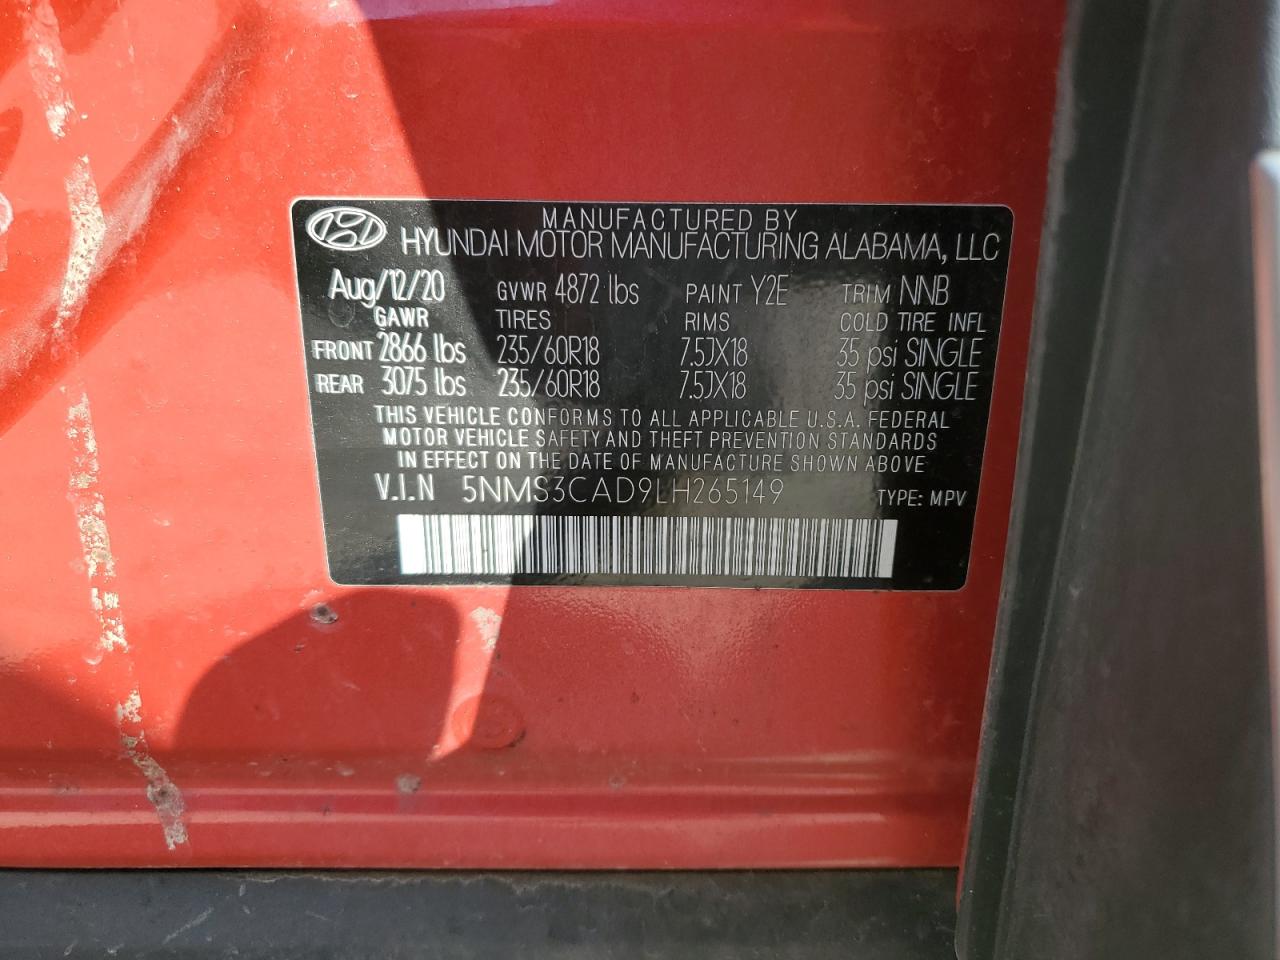 MANUFACTURED BY
HYUNDAI MOTOR MANUFACTURING ALABAMA, LLC
Aug/12/20 GVWR 4872 lbs PAINT Y2E TRIM NNB
GAWR TIRES RIMS COLD TIRE INFL
FRONT 2866 lbs 235/60R18 7.5JX18 35 psi SINGLE
REAR 3075 lbs 235/60R18 7.5JX18 35 psi SINGLE
THIS VEHICLE CONFORMS TO ALL APPLICABLE U.S.A. FEDERAL
MOTOR VEHICLE SAFETY AND THEFT PREVENTION STANDARDS
IN EFFECT ON THE DATE OF MANUFACTURE SHOWN ABOVE
V.I.N 5NMS3CAD9LH265149 TYPE: MPV